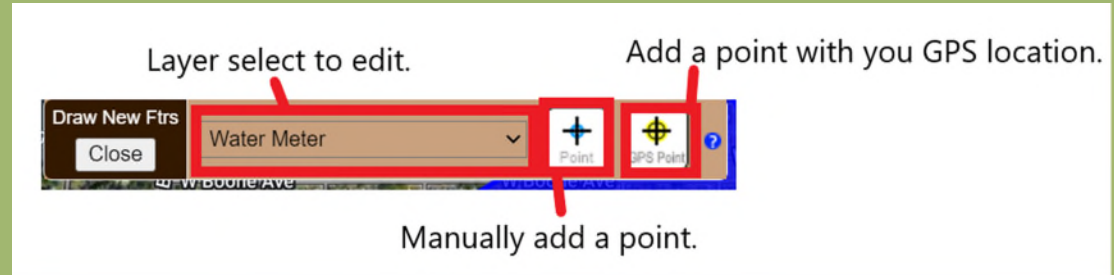 Layer select to edit.
Add a point with you GPS location.
Draw New Ftrs
Close
Water Meter
Point
GPS Point
?
W Boone Ave
W Boone Ave
Manually add a point.